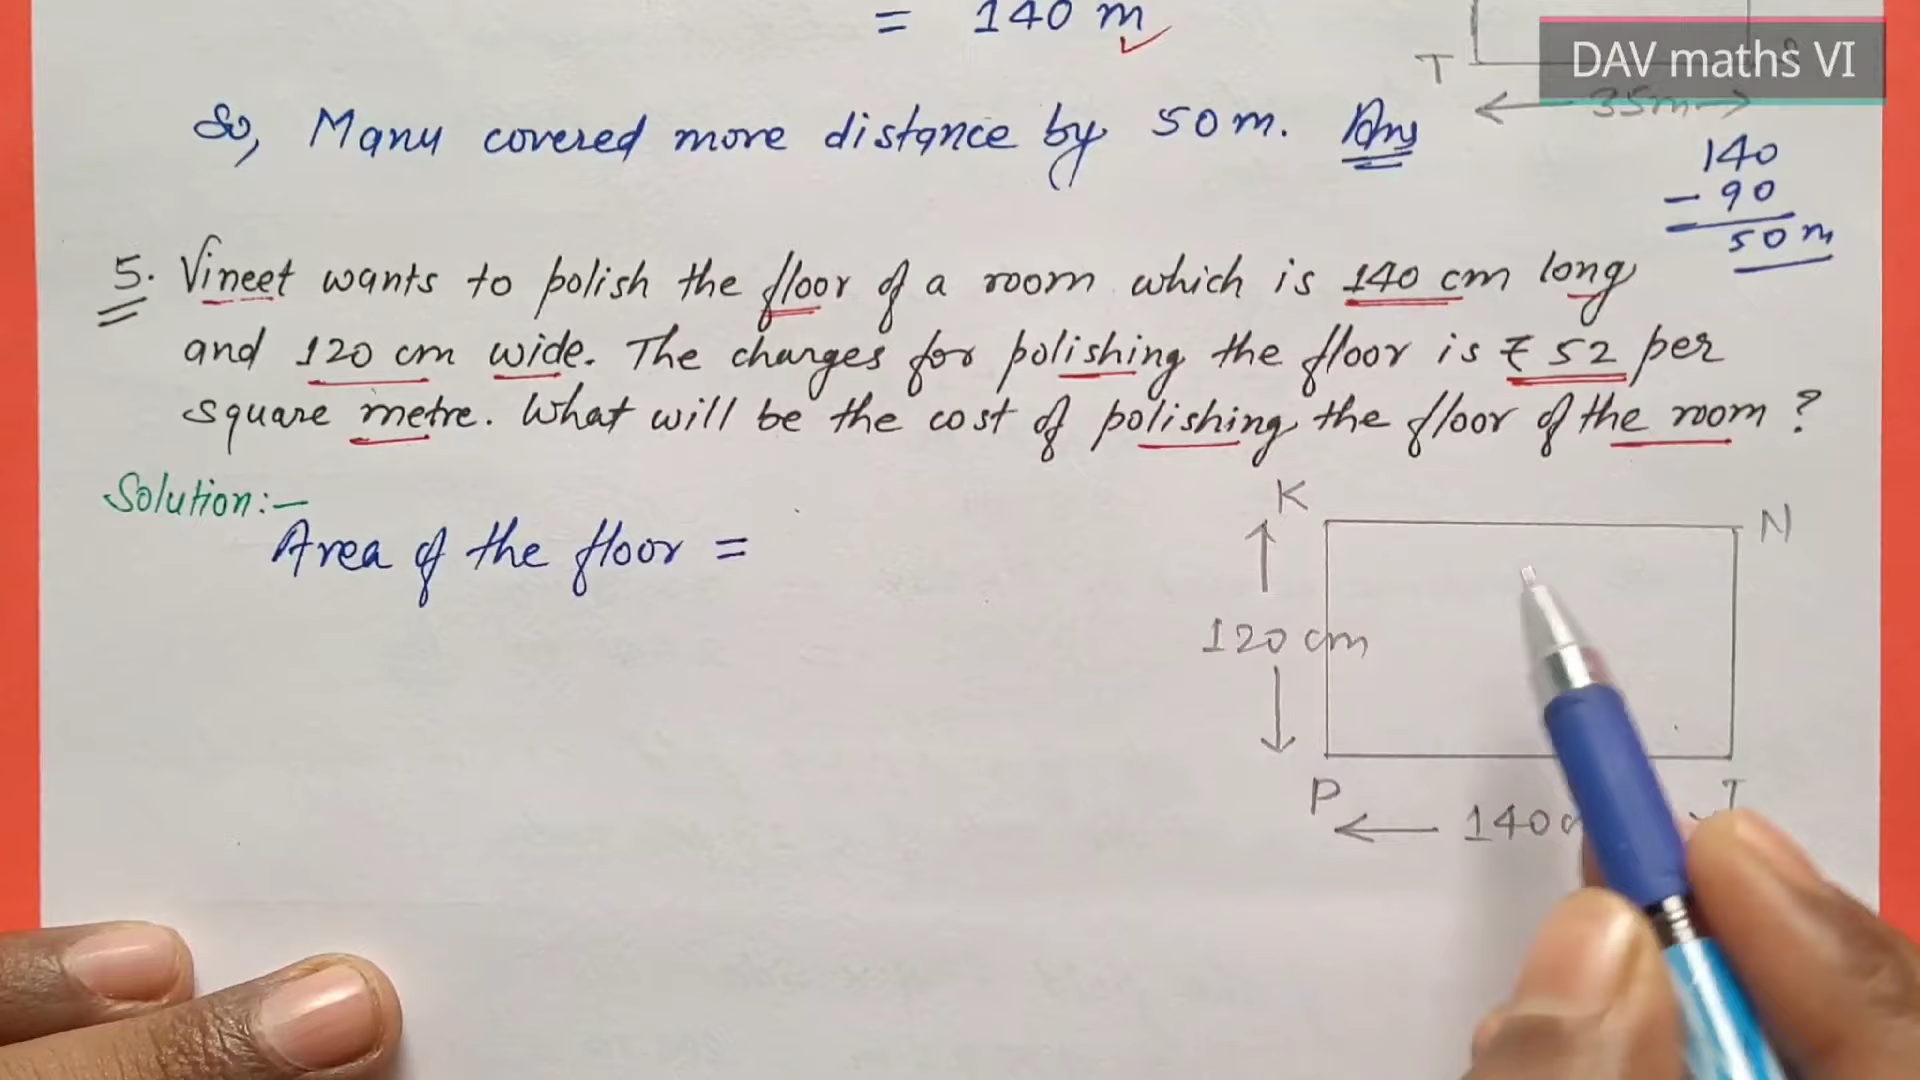 = 140 m
DAV maths VI
T
35m
So, Manu covered more distance by 50m. Ans
140
- 90
50 m
5. Vineet wants to polish the floor of a room which is 140 cm long
and 120 cm wide. The charges for polishing the floor is ₹ 52 per
square metre. What will be the cost of polishing the floor of the room ?
Solution:-
Area of the floor =
K
N
120 cm
P
140